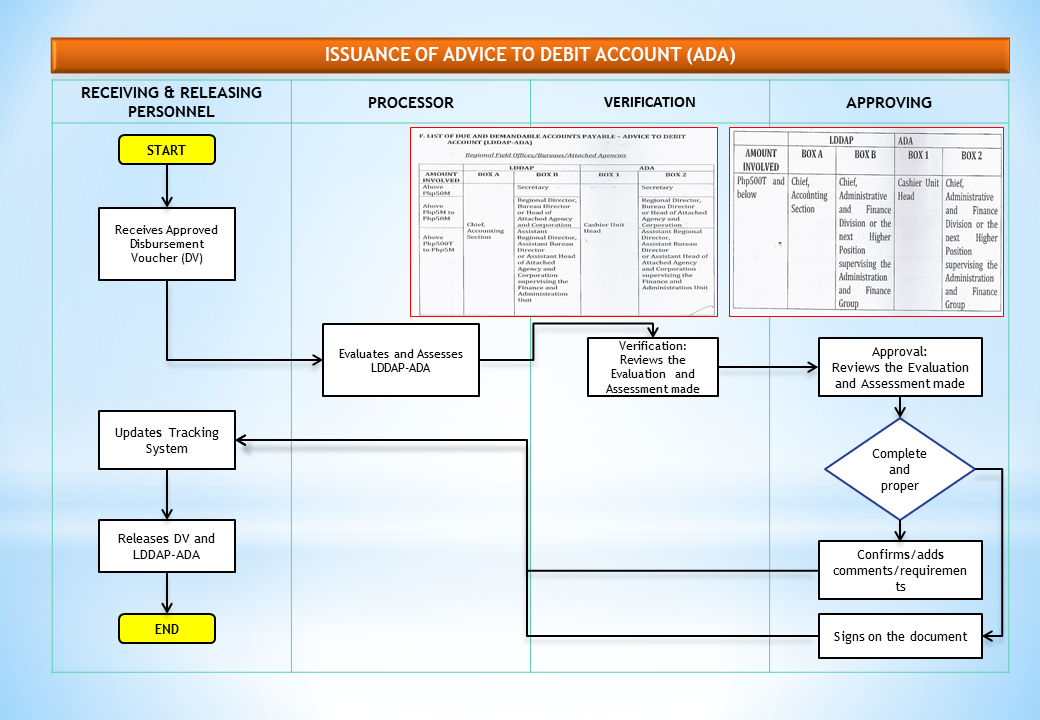 ISSUANCE OF ADVICE TO DEBIT ACCOUNT (ADA)
RECEIVING & RELEASING
PERSONNEL
PROCESSOR
VERIFICATION
APPROVING
START
Receives Approved
Disbursement
Voucher (DV)
F. LIST OF DUE AND DEMANDABLE ACCOUNTS PAYABLE – ADVICE TO DEBIT
ACCOUNT (LDDAP-ADA)
Regional Field Offices/Bureaus/Attached Agencies
LDDAP
ADA
AMOUNT
INVOLVED
BOX A
BOX B
BOX 1
BOX 2
Above
Php50M
Secretary
Secretary
Above
Php5M to
Php50M
Regional Director,
Bureau Director
or Head of
Attached Agency
and Corporation
Regional Director,
Bureau Director
or Head of Attached
Agency and
Corporation
Chief,
Accounting
Section
Cashier Unit
Head
Above
Php500T
to Php5M
Assistant
Regional Director,
Assistant Bureau
Director
or Assistant Head
of Attached
Agency and
Corporation
supervising the
Finance and
Administration
Unit
Assistant Regional
Director,
Assistant Bureau
Director
or Assistant Head of
Attached Agency
and Corporation
supervising the
Finance and
Administration Unit
LDDAP
ADA
AMOUNT
INVOLVED
BOX A
BOX B
BOX 1
BOX 2
Php500T and
below
Chief,
Accounting
Section
Chief,
Administrative
and Finance
Division or the
next Higher
Position
supervising the
Administration
and Finance
Group
Cashier Unit
Head
Chief,
Administrative
and Finance
Division or the
next Higher
Position
supervising the
Administration
and Finance
Group
Evaluates and Assesses
LDDAP-ADA
Verification:
Reviews the
Evaluation and
Assessment made
Approval:
Reviews the Evaluation
and Assessment made
Updates Tracking
System
Complete
and
proper
Releases DV and
LDDAP-ADA
Confirms/adds
comments/requiremen
ts
END
Signs on the document